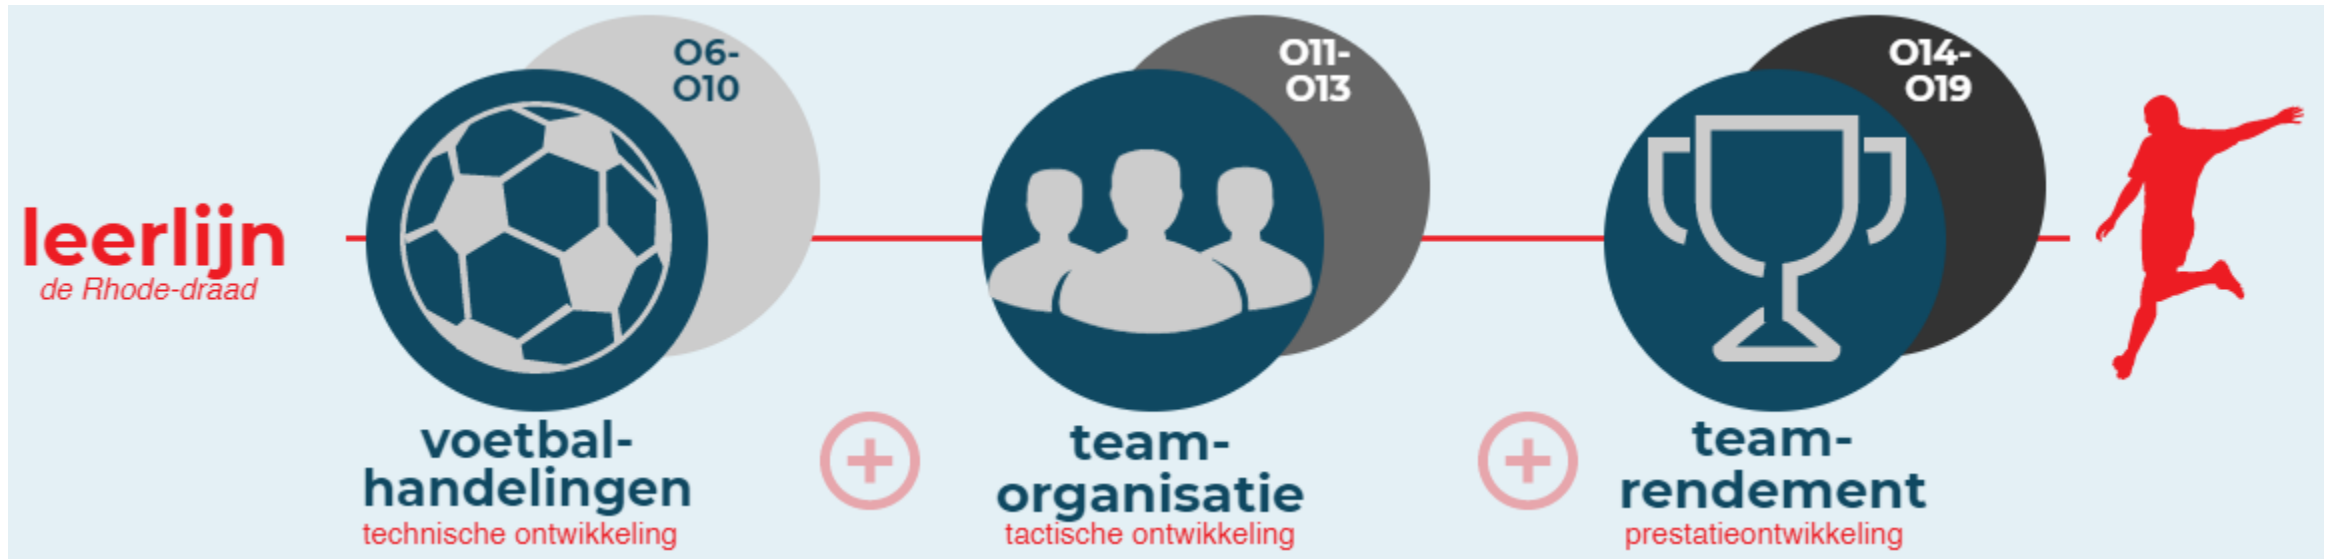 leerlijn
de Rhode-draad
O6-
O10
voetbal-
handelingen
technische ontwikkeling
O11-
O13
team-
organisatie
tactische ontwikkeling
O14-
O19
team-
rendement
prestatieontwikkeling